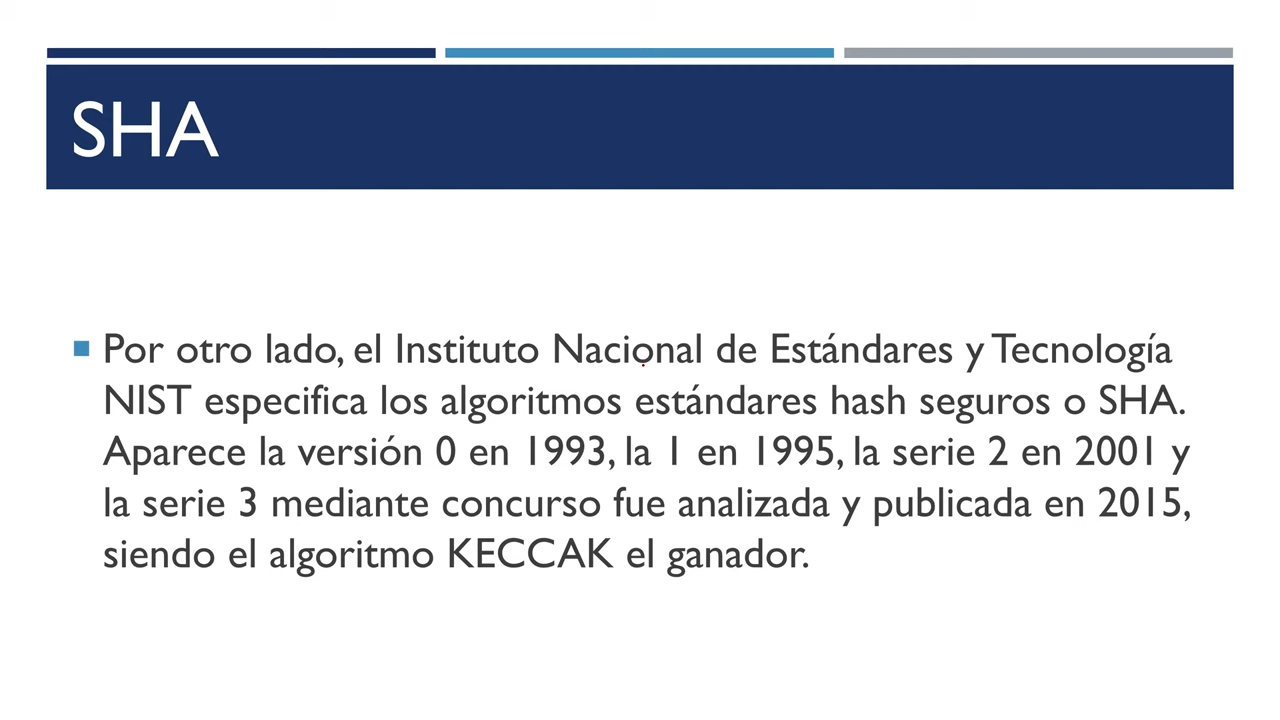 SHA
Por otro lado, el Instituto Nacional de Estándares y Tecnología
NIST especifica los algoritmos estándares hash seguros o SHA.
Aparece la versión 0 en 1993, la 1 en 1995, la serie 2 en 2001 y
la serie 3 mediante concurso fue analizada y publicada en 2015,
siendo el algoritmo KECCAK el ganador.